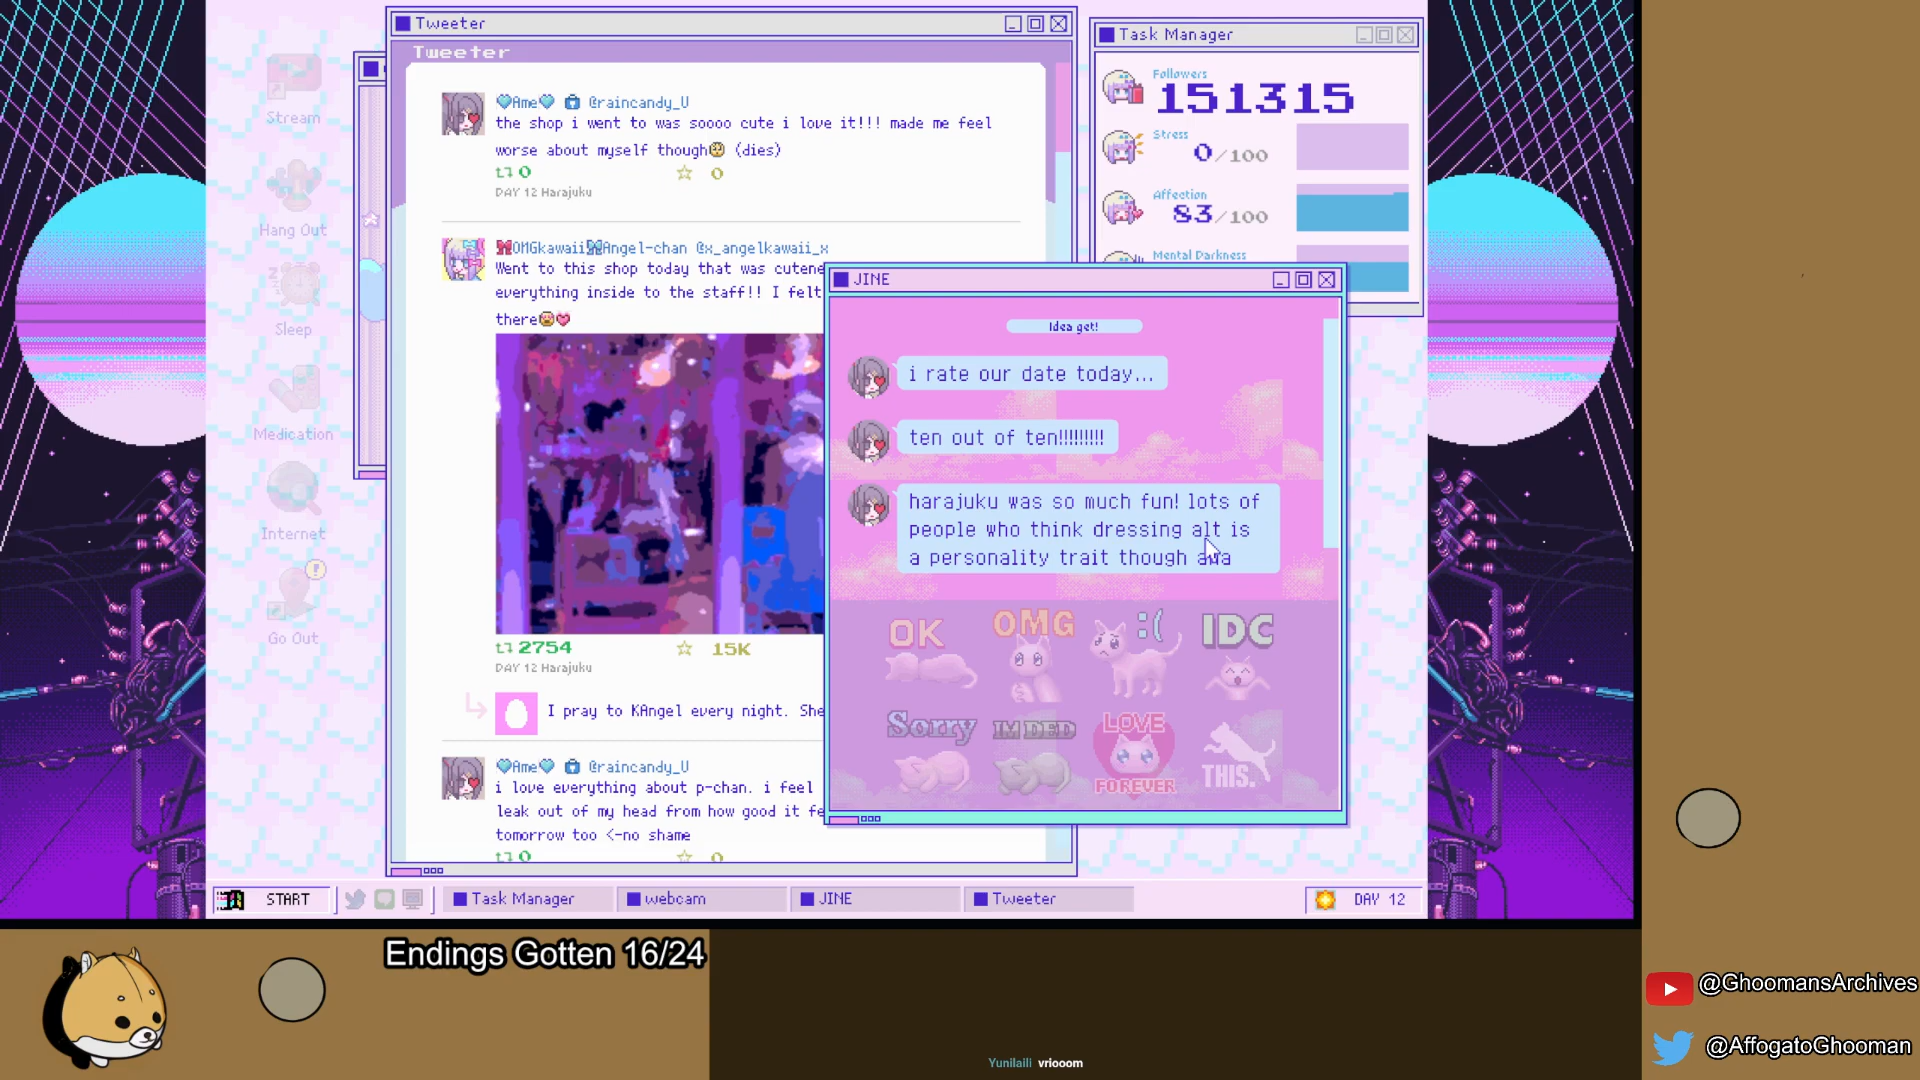 Tweeter
Tweeter
Ame @raincandy_U
the shop i went to was soooo cute i love it!!! made me feel
worse about myself though (dies)
0 0
DAY 12 Harajuku
OMGkawaii Angel-chan @x_angelkawaii_x
Went to this shop today that was cutene
everything inside to the staff!! I felt
there
2754 15K
DAY 12 Harajuku
I pray to KAngel every night. She
Ame @raincandy_U
i love everything about p-chan. i feel
leak out of my head from how good it fe
tomorrow too <-no shame
0 0
Task Manager
Followers
151315
Stress
0/100
Affection
83/100
Mental Darkness
JINE
Idea get!
i rate our date today...
ten out of ten!!!!!!!!!
harajuku was so much fun! lots of
people who think dressing alt is
a personality trait though
OK OMG :( IDC
Sorry IM DED LOVE FOREVER THIS.
Stream
Hang Out
Sleep
Medication
Internet
Go Out
START
Task Manager
webcam
JINE
Tweeter
DAY 12
Endings Gotten 16/24
Yunilaili vriooom
@GhoomansArchives
@AffogatoGhooman